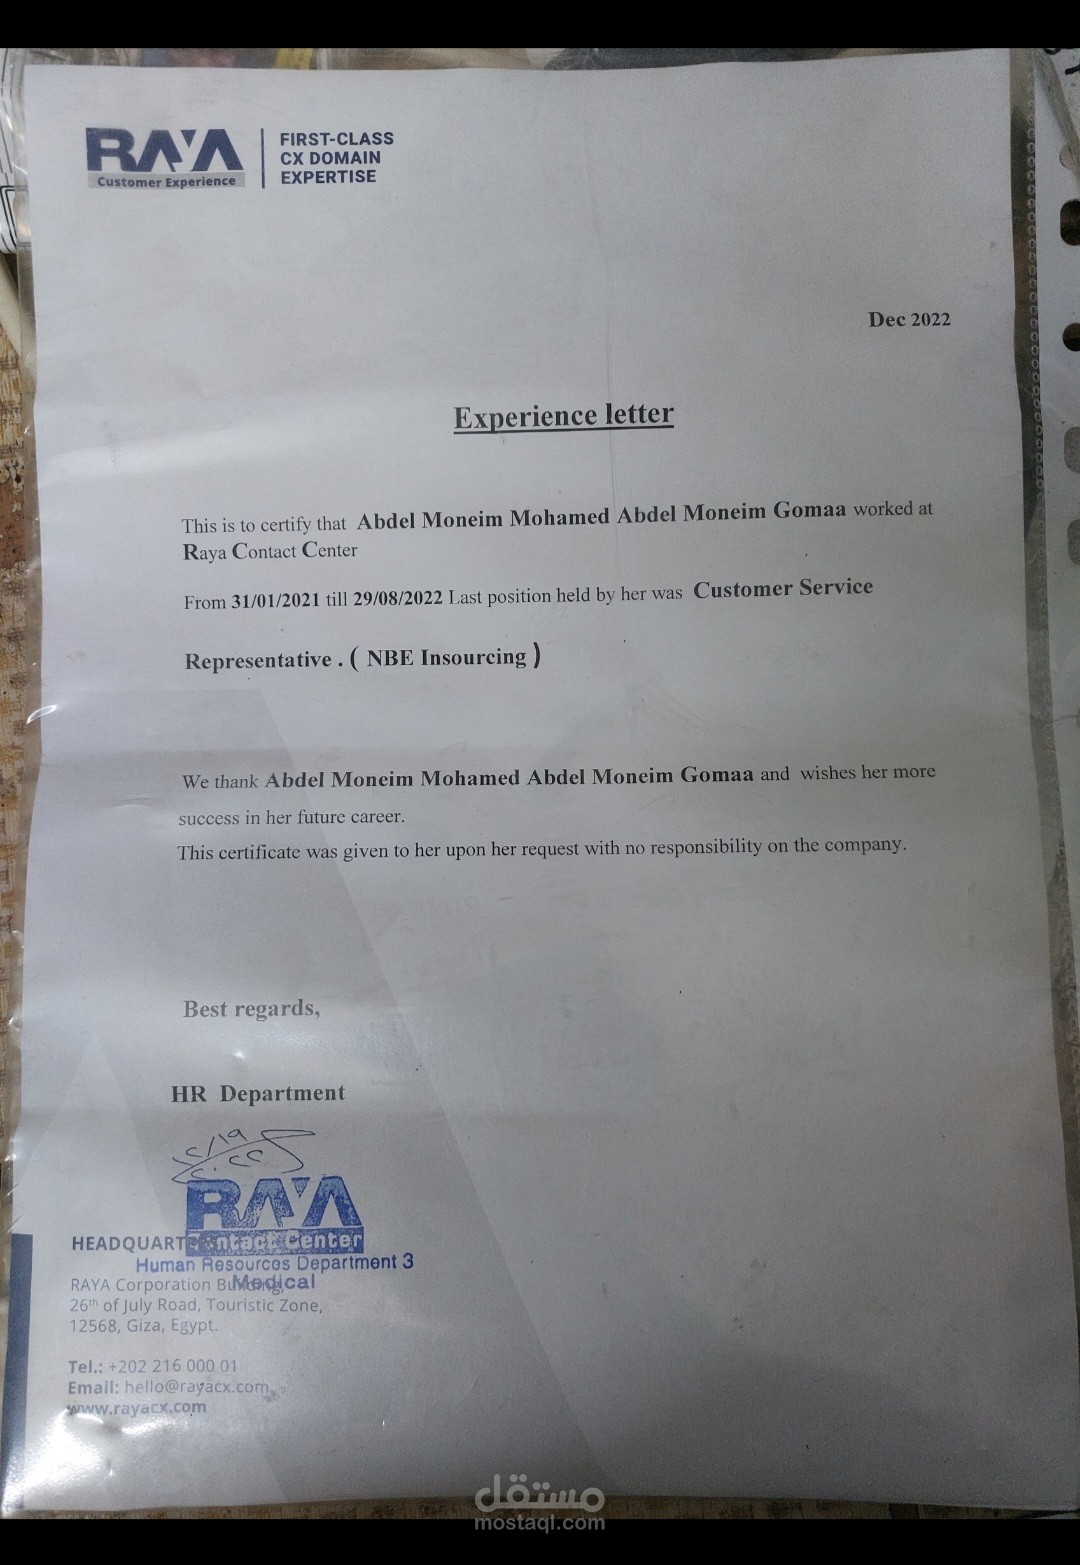 RAYA
Customer Experience
FIRST-CLASS
CX DOMAIN
EXPERTISE
Dec 2022
Experience letter
This is to certify that Abdel Moneim Mohamed Abdel Moneim Gomaa worked at
Raya Contact Center
From 31/01/2021 till 29/08/2022 Last position held by her was Customer Service
Representative . ( NBE Insourcing )
We thank Abdel Moneim Mohamed Abdel Moneim Gomaa and wishes her more
success in her future career.
This certificate was given to her upon her request with no responsibility on the company.
Best regards,
HR Department
RAYA
Contact Center
Human Resources Department 3
Medical
RAYA Corporation Building,
26th of July Road, Touristic Zone,
12568, Giza, Egypt.
Tel.: +202 216 000 01
Email: hello@rayacx.com
www.rayacx.com
مستقل
mostaql.com